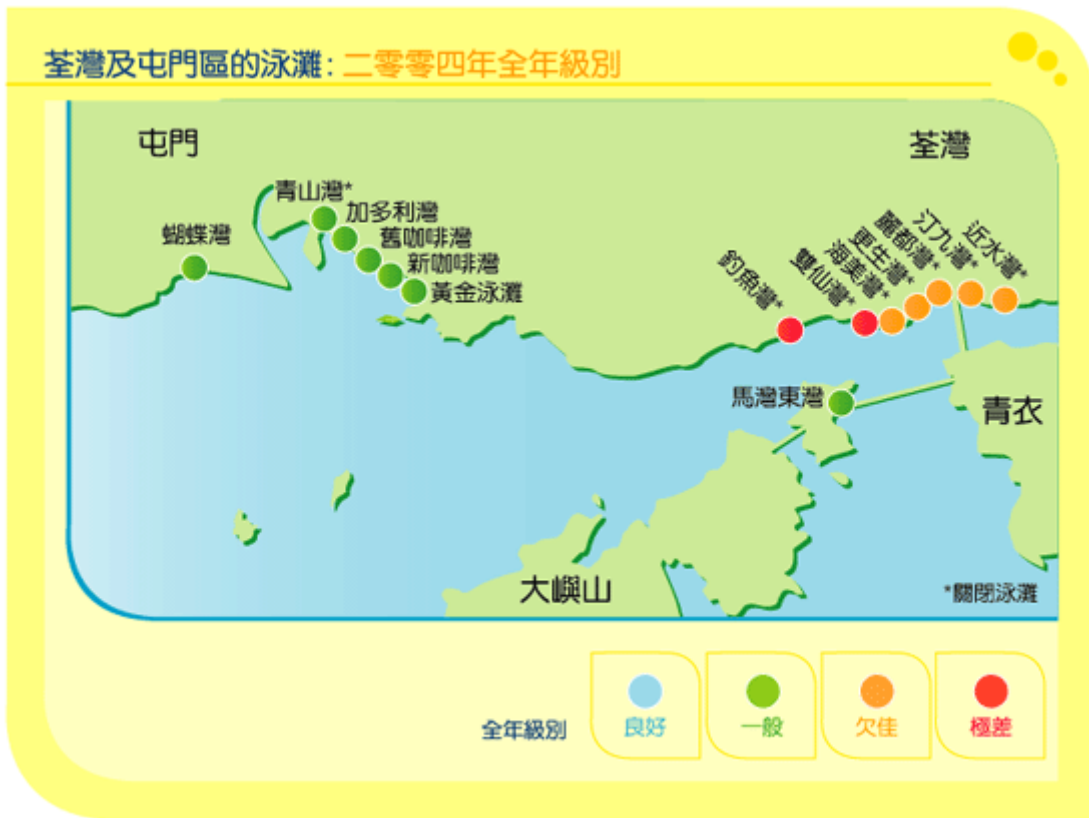 荃灣及屯門區的泳灘：二零零四年全年級別
屯門
荃灣
青山灣*
加多利灣
蝴蝶灣
舊咖啡灣
新咖啡灣
黃金泳灘
釣魚灣*
雙仙灣*
海美灣*
更生灣*
麗都灣*
汀九灣*
近水灣*
馬灣東灣
青衣
大嶼山
*關閉泳灘
全年級別
良好
一般
欠佳
極差